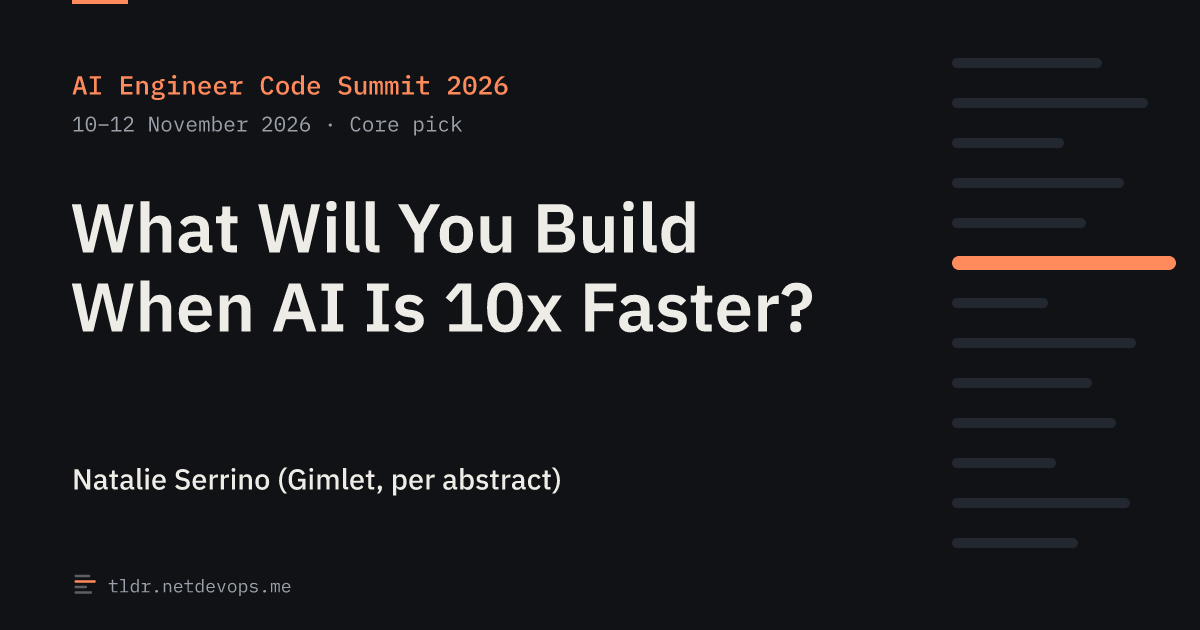 AI Engineer Code Summit 2026
10–12 November 2026 · Core pick
What Will You Build
When AI Is 10x Faster?
Natalie Serrino (Gimlet, per abstract)
tldr.netdevops.me